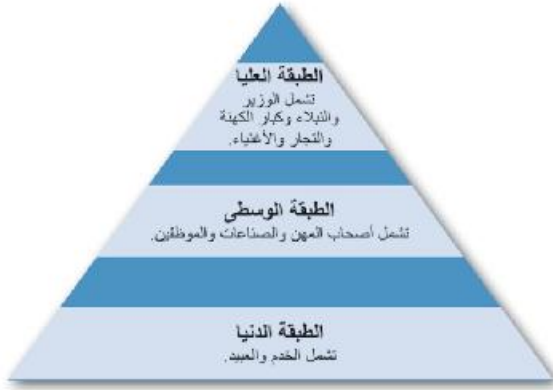 الطبقة العليا
تشمل الوزير
والنبلاء وكبار الكهنة
والتجار والأغنياء.
الطبقة الوسطى
تشمل أصحاب المهن والصناعات والموظفين.
الطبقة الدنيا
تشمل الخدم والعبيد.